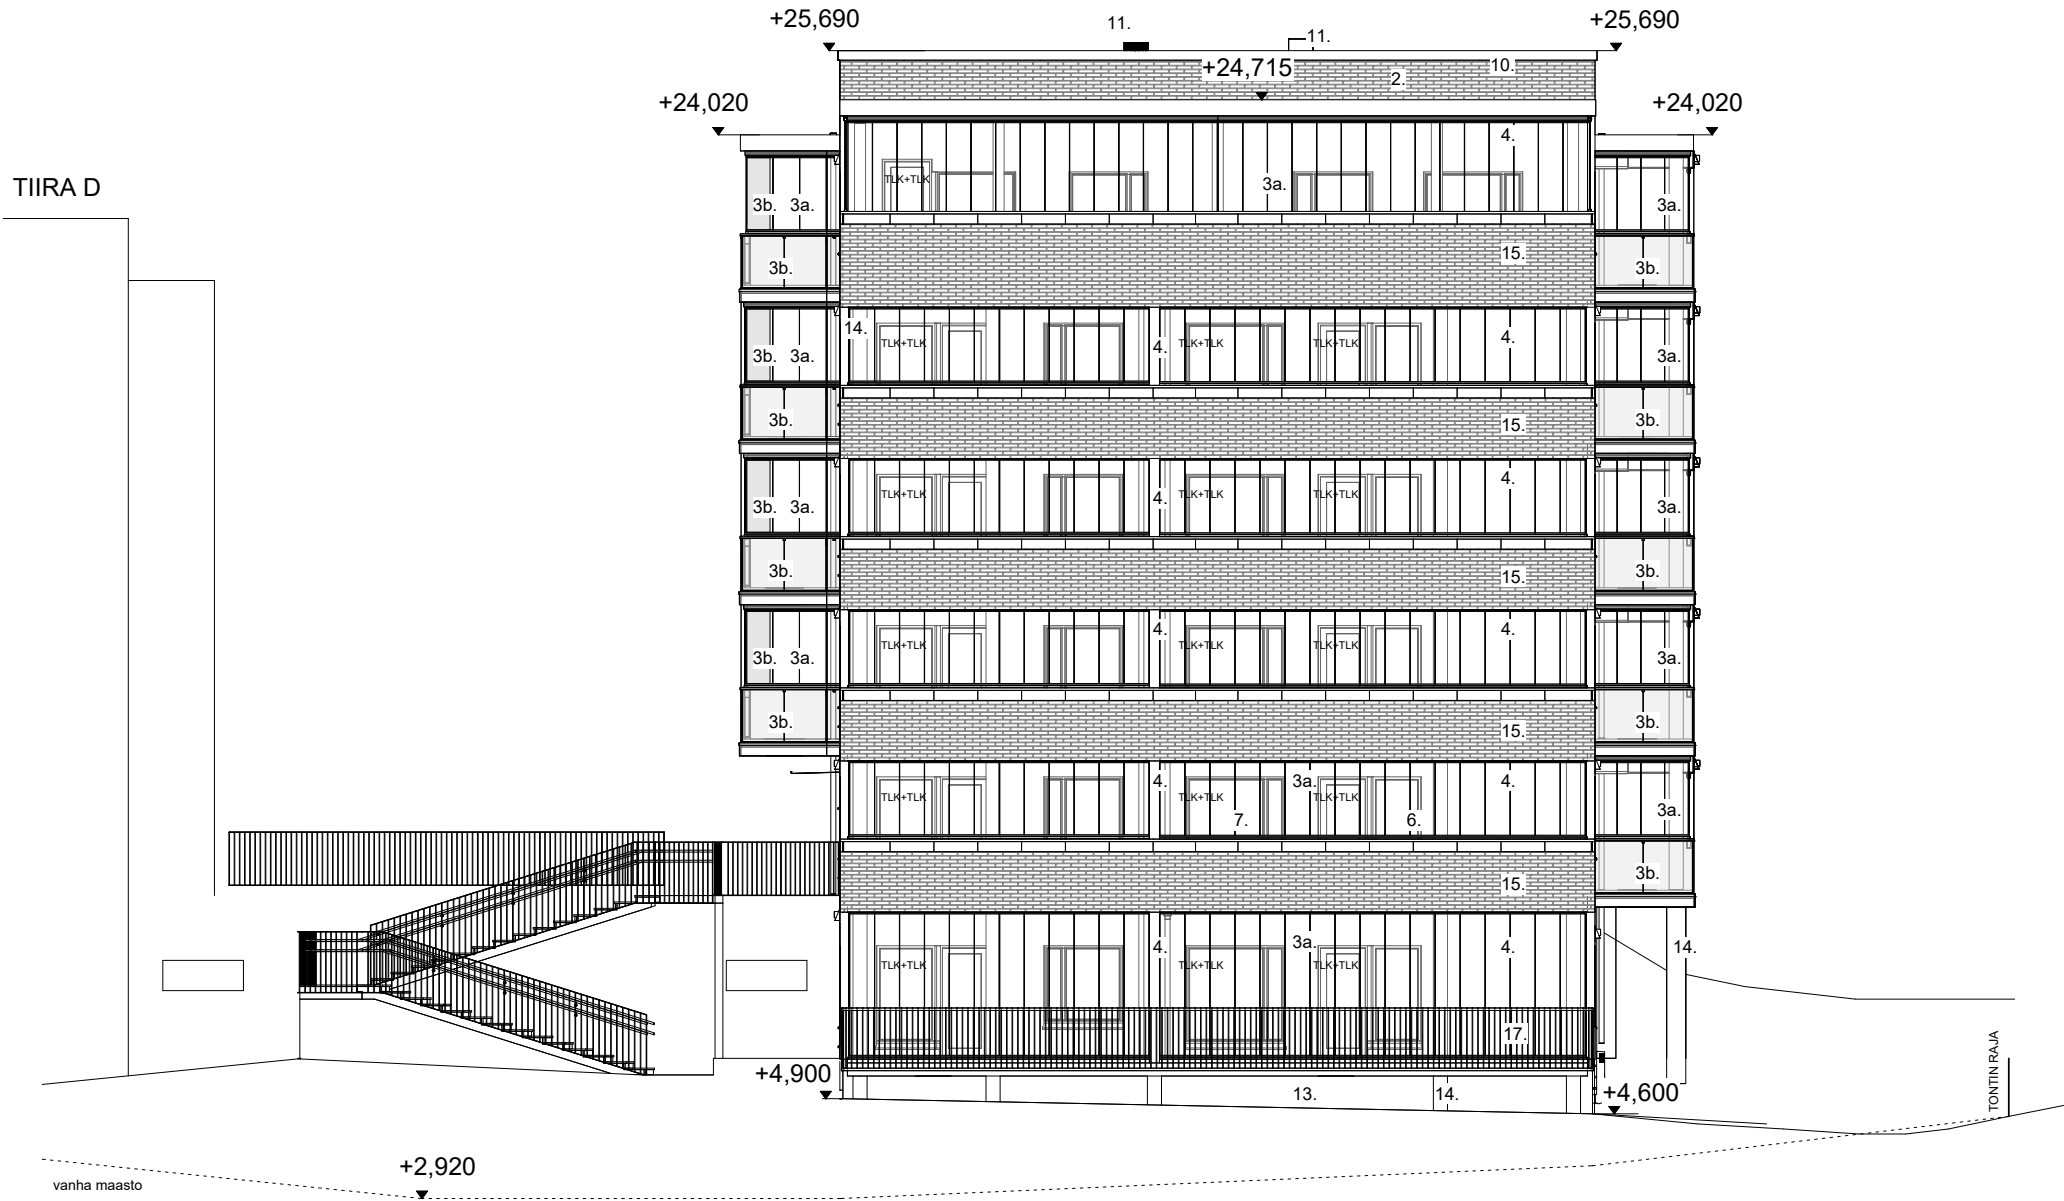 +25,690 11. 11. +25,690
+24,715 2. 10.
+24,020 +24,020
4.
TIIRA D
TLK+TLK 3a.
3b. 3a. 3a.
15.
3b. 3b.
14.
TLK+TLK 4. TLK+TLK TLK+TLK 4.
3b. 3a. 3a.
3b. 15. 3b.
4.
TLK+TLK 4. TLK+TLK TLK+TLK
3b. 3a. 3a.
3b. 15. 3b.
4. 4.
TLK+TLK TLK+TLK TLK+TLK
3b. 3a. 3a.
3b. 15. 3b.
4. 3a. 4.
TLK+TLK TLK+TLK TLK+TLK
7. 6. 3a.
15. 3b.
4. 3a. 4. 14.
TLK+TLK TLK+TLK TLK+TLK
17.
TONTIN RAJA
+4,900 13. 14. +4,600
+2,920
vanha maasto